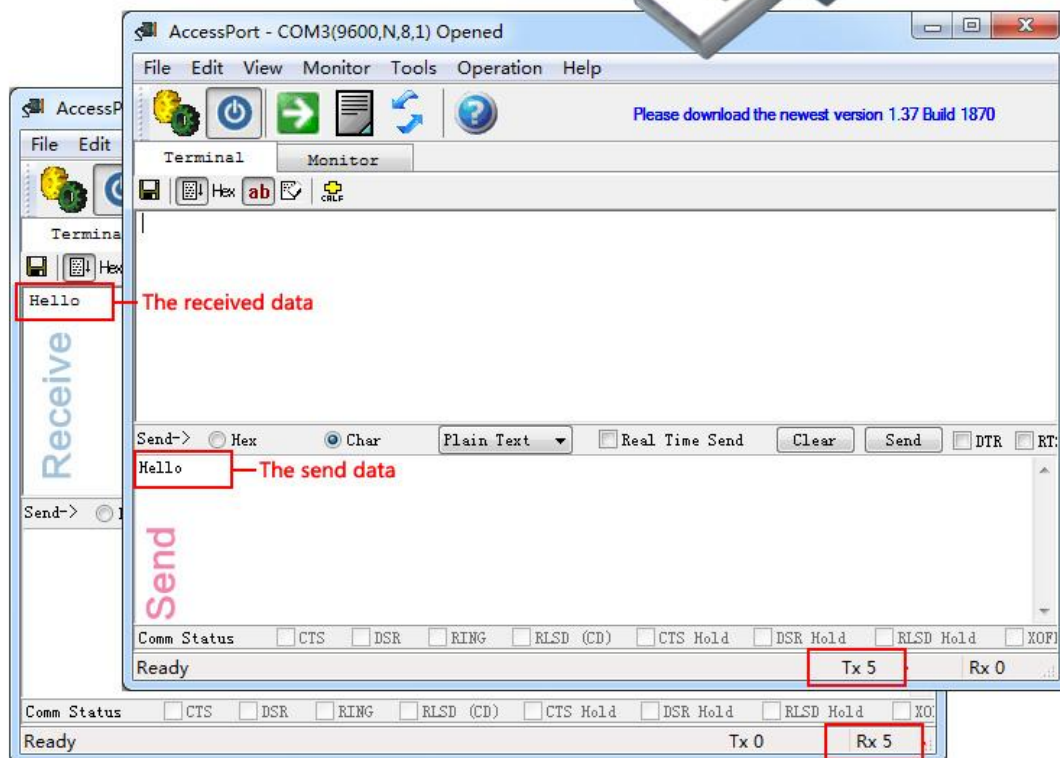 AccessPort - COM3(9600,N,8,1) Opened
File Edit View Monitor Tools Operation Help
Please download the newest version 1.37 Build 1870
Terminal Monitor
Hex ab CRLF
The received data
Send-> Hex Char Plain Text Real Time Send Clear Send DTR RT:
Hello
The send data
Send
Comm Status CTS DSR RING RLSD (CD) CTS Hold DSR Hold RLSD Hold XOF
Ready Tx 5 Rx 0
AccessP
File Edit
Termina
Hex
Hello
Receive
Send->
Comm Status CTS DSR RING RLSD (CD) CTS Hold DSR Hold RLSD Hold XO
Ready Tx 0 Rx 5